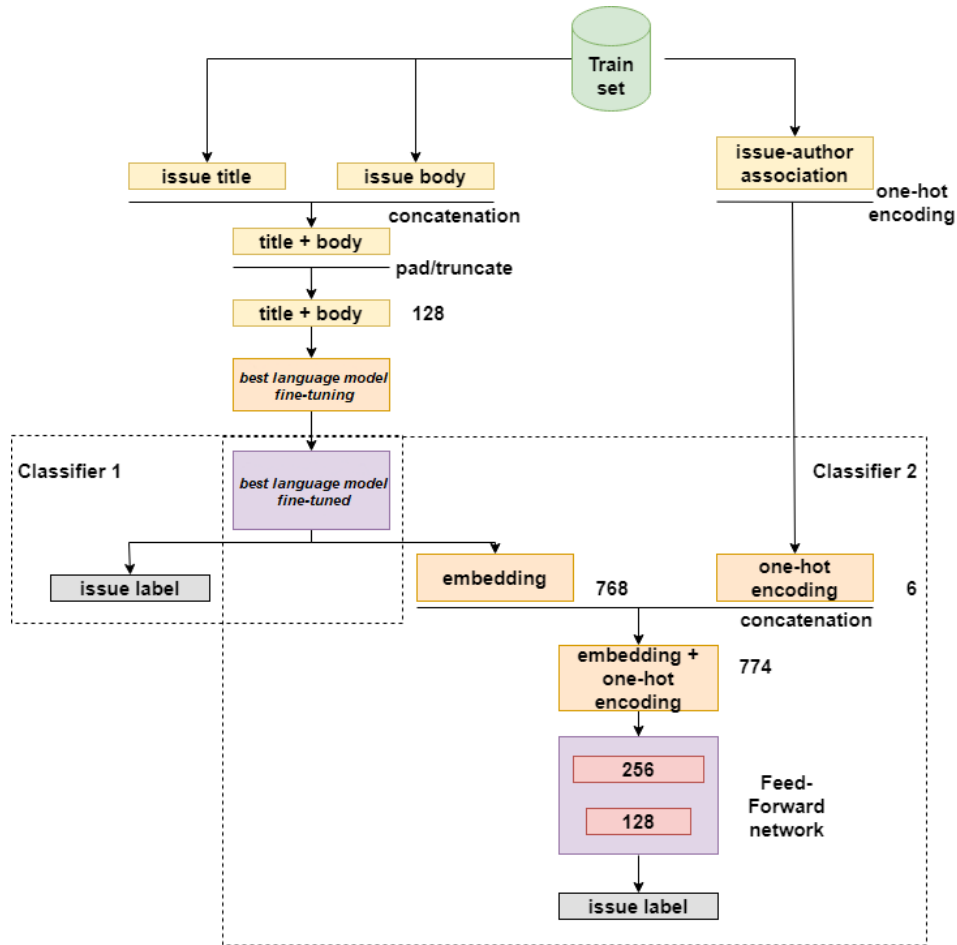 Train
set
issue title
issue body
issue-author
association
one-hot
encoding
concatenation
title + body
pad/truncate
title + body
128
best language model
fine-tuning
Classifier 1
best language model
fine-tuned
Classifier 2
issue label
embedding
768
one-hot
encoding
6
concatenation
embedding +
one-hot
encoding
774
256
128
Feed-
Forward
network
issue label